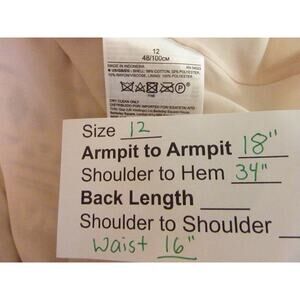 12
48/100CM
MADE IN INDONESIA
DRY CLEAN ONLY
Size 12
Armpit to Armpit 18"
Shoulder to Hem 34"
Back Length
Shoulder to Shoulder
Waist 16"